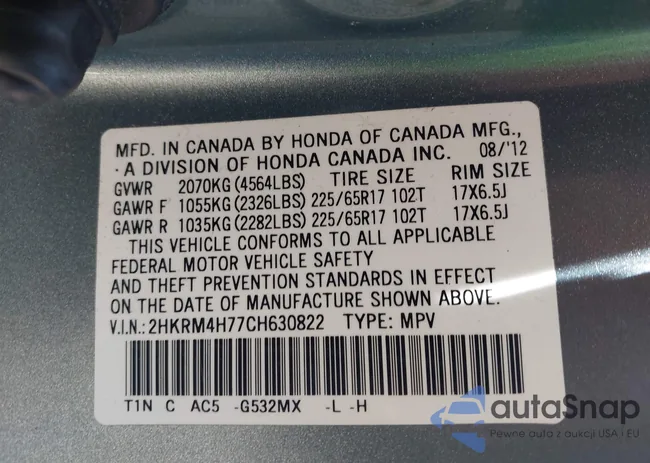 MFD. IN CANADA BY HONDA OF CANADA MFG.,
A DIVISION OF HONDA CANADA INC. 08/'12
GVWR 2070KG(4564LBS) TIRE SIZE RIM SIZE
GAWR F 1055KG(2326LBS) 225/65R17 102T 17X6.5J
GAWR R 1035KG(2282LBS) 225/65R17 102T 17X6.5J
THIS VEHICLE CONFORMS TO ALL APPLICABLE
FEDERAL MOTOR VEHICLE SAFETY
AND THEFT PREVENTION STANDARDS IN EFFECT
ON THE DATE OF MANUFACTURE SHOWN ABOVE.
V.I.N.: 2HKRM4H77CH630822 TYPE: MPV
T1N C AC5 -G532MX -L -H
autoSnap
Pewne auta z aukcji USA i EU